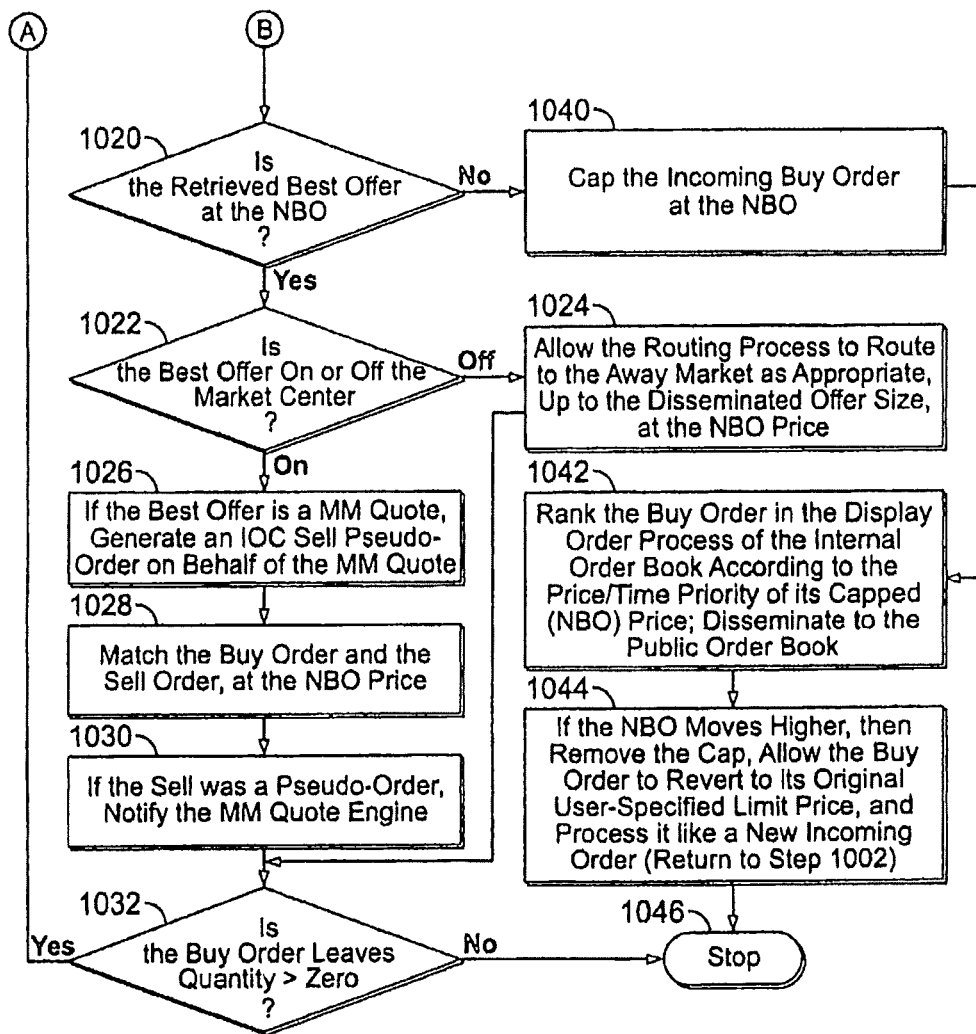 A
B
1020
Is
the Retrieved Best Offer
at the NBO
?
No
Yes
1040
Cap the Incoming Buy Order
at the NBO
1022
Is
the Best Offer On or Off the
Market Center
?
Off
On
1024
Allow the Routing Process to Route
to the Away Market as Appropriate,
Up to the Disseminated Offer Size,
at the NBO Price
1026
If the Best Offer is a MM Quote,
Generate an IOC Sell Pseudo-
Order on Behalf of the MM Quote
1042
Rank the Buy Order in the Display
Order Process of the Internal
Order Book According to the
Price/Time Priority of its Capped
(NBO) Price; Disseminate to the
Public Order Book
1028
Match the Buy Order and the
Sell Order, at the NBO Price
1030
If the Sell was a Pseudo-Order,
Notify the MM Quote Engine
1044
If the NBO Moves Higher, then
Remove the Cap, Allow the Buy
Order to Revert to Its Original
User-Specified Limit Price, and
Process it like a New Incoming
Order (Return to Step 1002)
1032
Is
the Buy Order Leaves
Quantity > Zero
?
Yes
No
1046
Stop